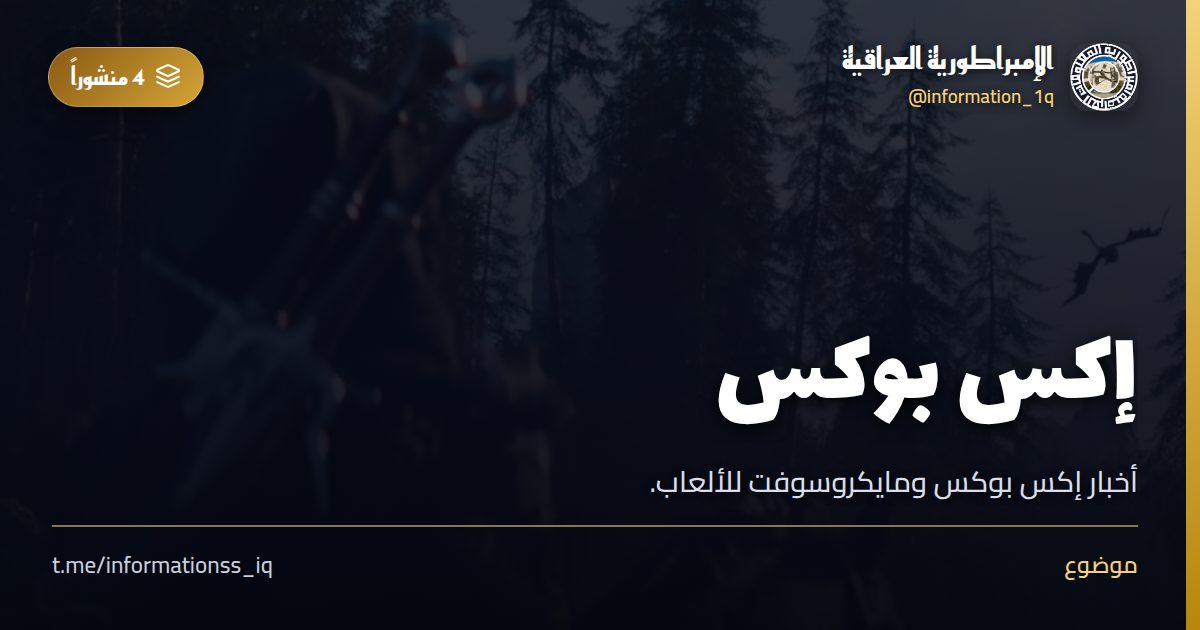 الإمبراطورية العراقية
@information_1q
4 منشوراً
إكس بوكس
أخبار إكس بوكس ومايكروسوفت للألعاب.
موضوع
t.me/informationss_iq